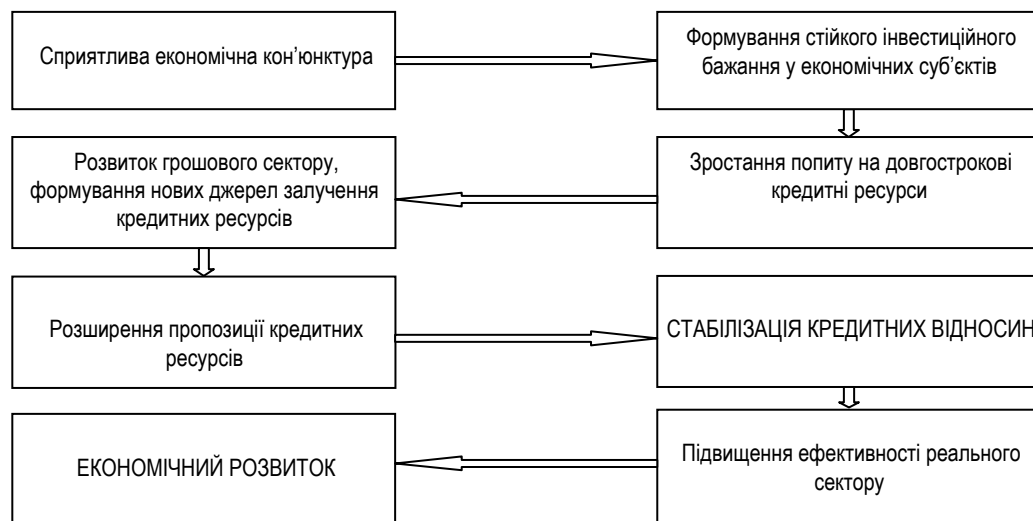 Сприятлива економічна кон’юнктура
Формування стійкого інвестиційного
бажання у економічних суб’єктів
Зростання попиту на довгострокові
кредитні ресурси
Розвиток грошового сектору,
формування нових джерел залучення
кредитних ресурсів
Розширення пропозиції кредитних
ресурсів
СТАБІЛІЗАЦІЯ КРЕДИТНИХ ВІДНОСИН
Підвищення ефективності реального
сектору
ЕКОНОМІЧНИЙ РОЗВИТОК